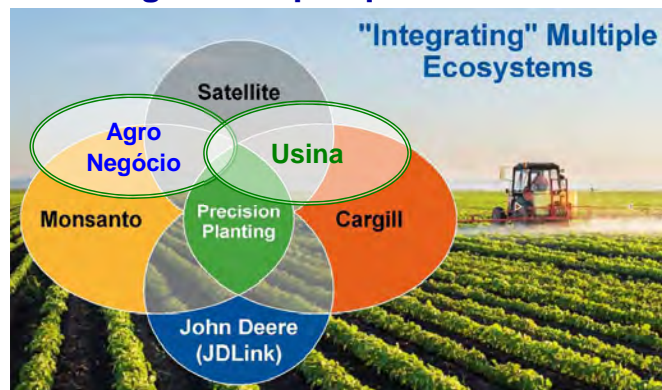 "Integrating" Multiple
Ecosystems
Satellite
Agro
Negócio
Usina
Monsanto
Precision
Planting
Cargill
John Deere
(JDLink)